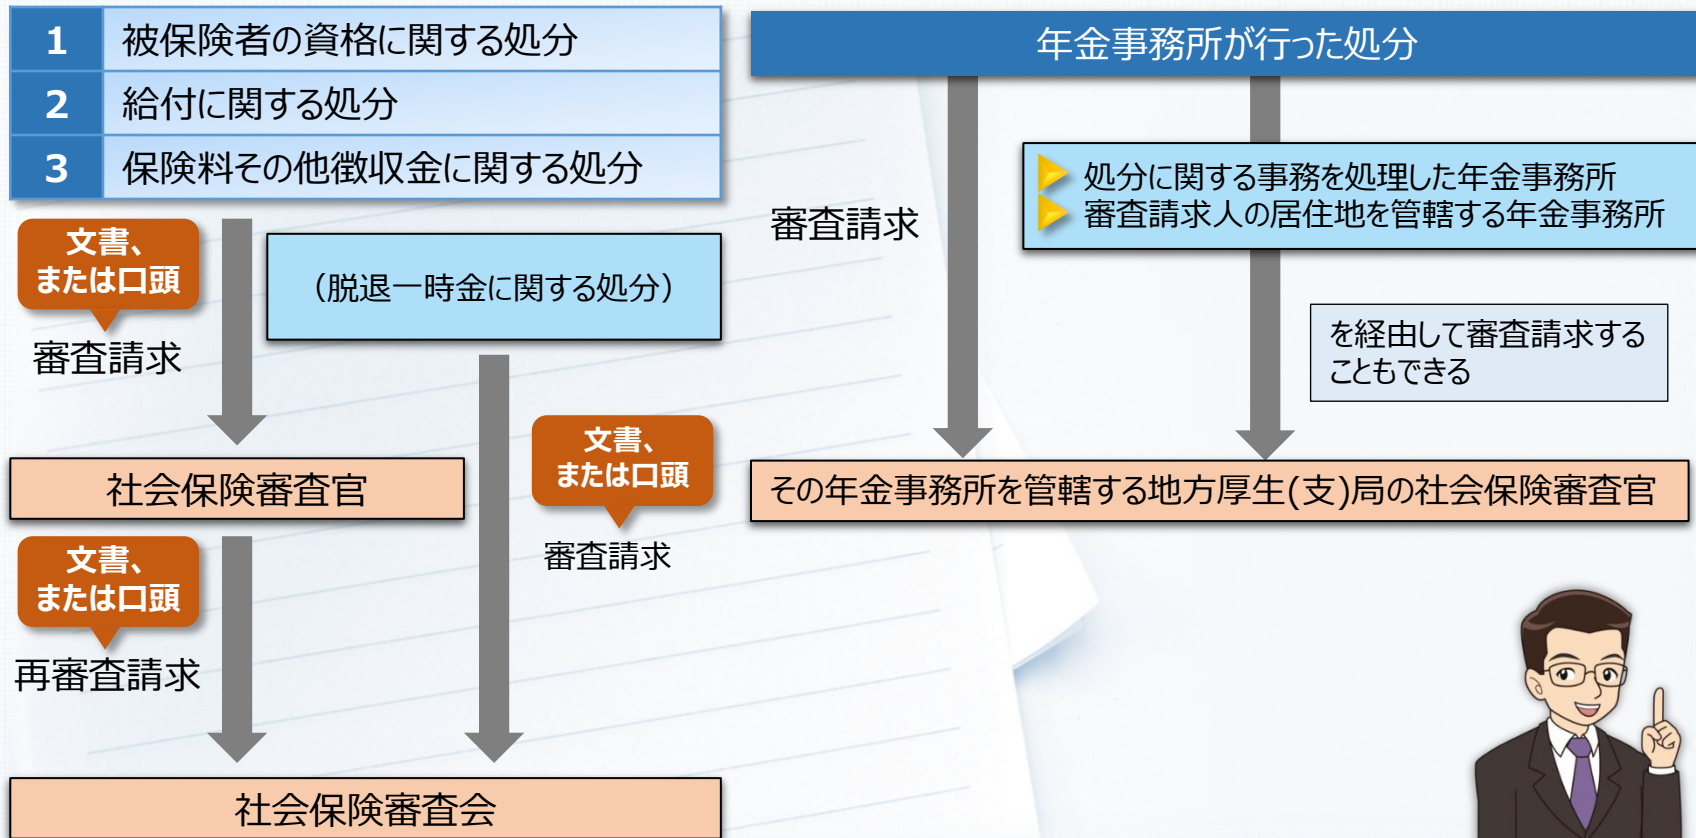 1 被保険者の資格に関する処分
2 給付に関する処分
3 保険料その他徴収金に関する処分
文書、
または口頭
審査請求
(脱退一時金に関する処分)
社会保険審査官
文書、
または口頭
審査請求
文書、
または口頭
再審査請求
社会保険審査会
年金事務所が行った処分
審査請求
処分に関する事務を処理した年金事務所
審査請求人の居住地を管轄する年金事務所
を経由して審査請求する
こともできる
その年金事務所を管轄する地方厚生(支)局の社会保険審査官